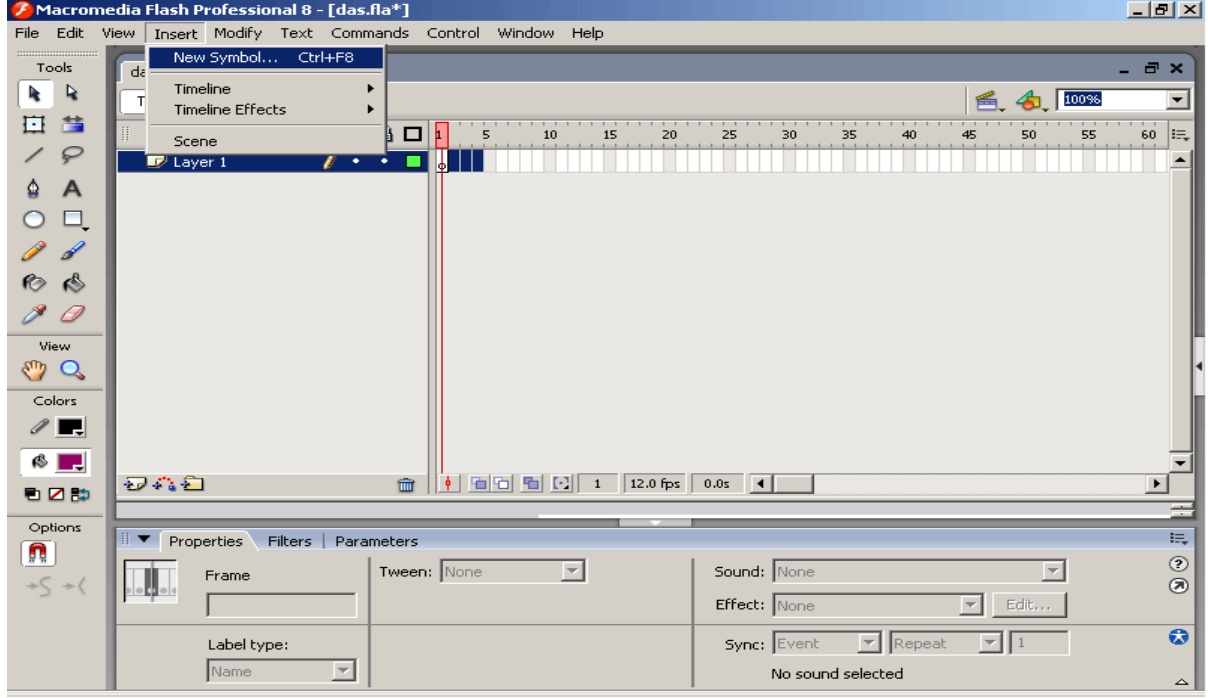 Macromedia Flash Professional 8 - [das.fla*]
File Edit View Insert Modify Text Commands Control Window Help
Tools
New Symbol... Ctrl+F8
da
Timeline
T
100%
Timeline Effects
Scene
1 5 10 15 20 25 30 35 40 45 50 55 60
Layer 1
View
Colors
1 12.0 fps 0.0s
Options
Properties Filters Parameters
Frame
Tween: None
Sound: None
Effect: None Edit...
Label type:
Sync: Event Repeat 1
Name
No sound selected